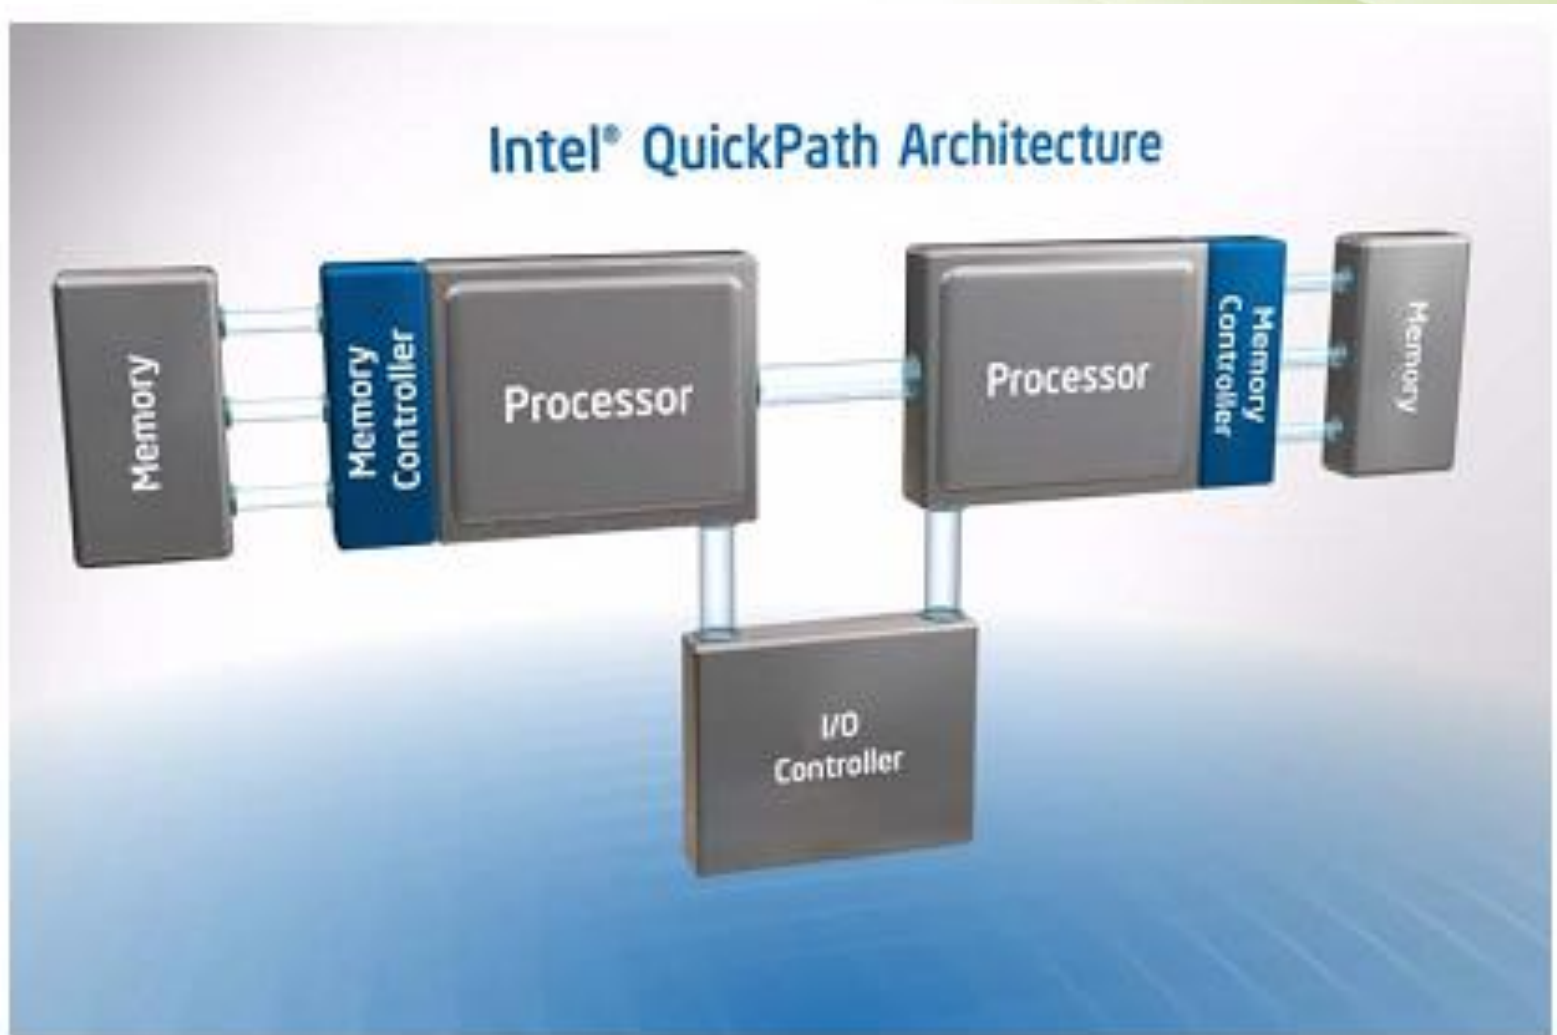 Intel® QuickPath Architecture
Memory
Memory
Controller
Processor
Processor
Memory
Controller
Memory
I/O
Controller